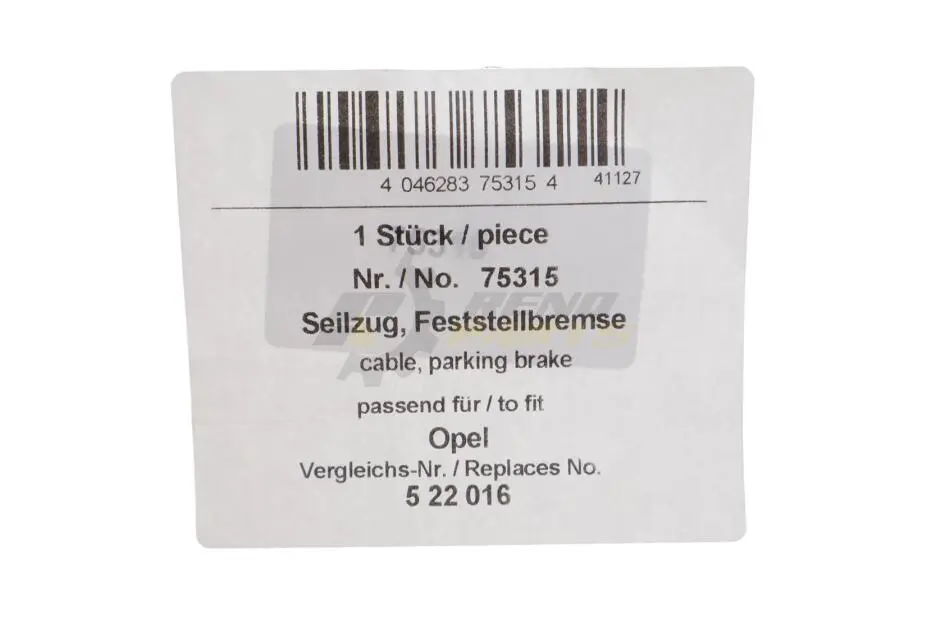 4 046283 75315 4 41127
1 Stück / piece
Nr. / No. 75315
Seilzug, Feststellbremse
cable, parking brake
passend für / to fit
Opel
Vergleichs-Nr. / Replaces No.
5 22 016